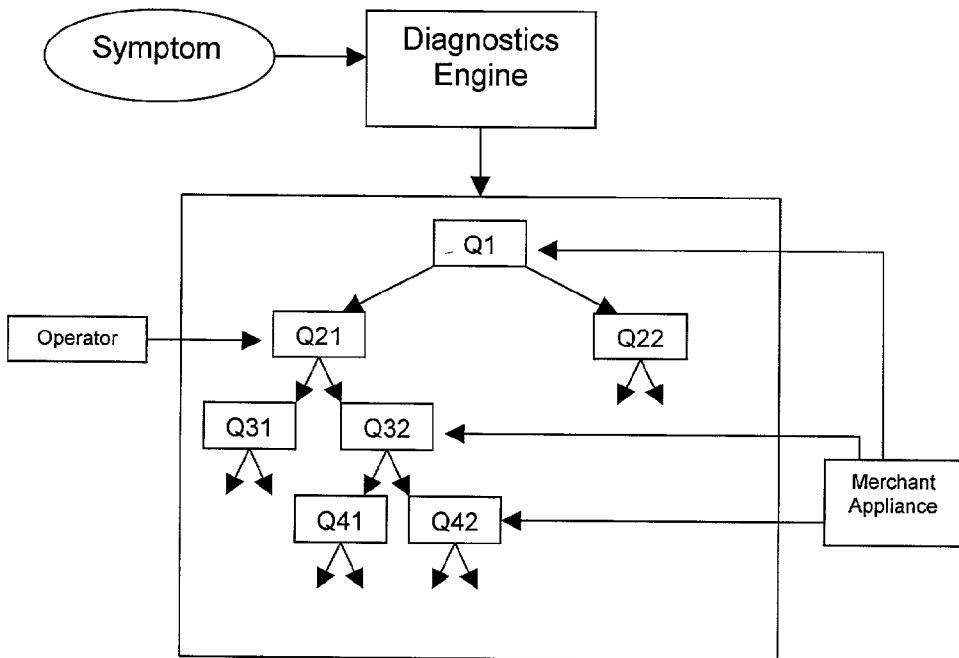 Symptom
Diagnostics
Engine
Q1
Operator
Q21
Q22
Q31
Q32
Merchant
Appliance
Q41
Q42